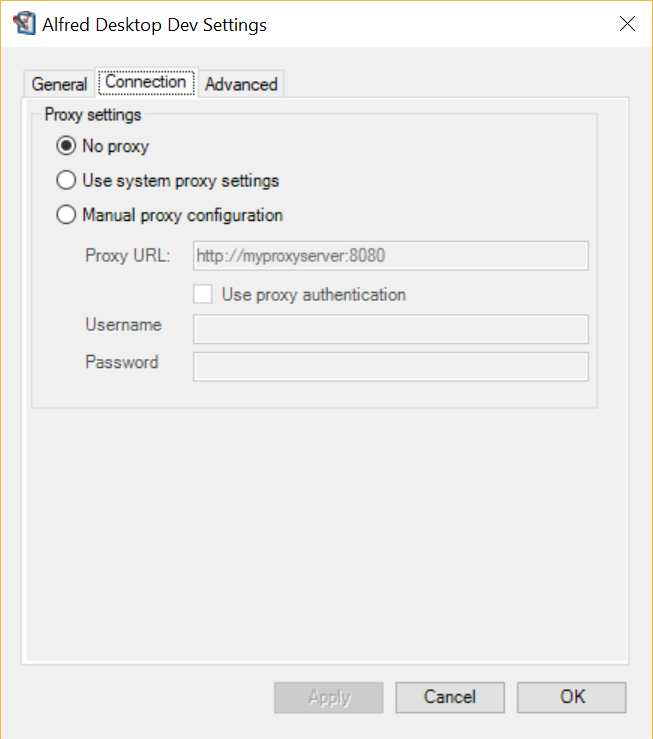 Alfred Desktop Dev Settings
General Connection Advanced
Proxy settings
No proxy
Use system proxy settings
Manual proxy configuration
Proxy URL: http://myproxyserver:8080
Use proxy authentication
Username
Password
Apply Cancel OK